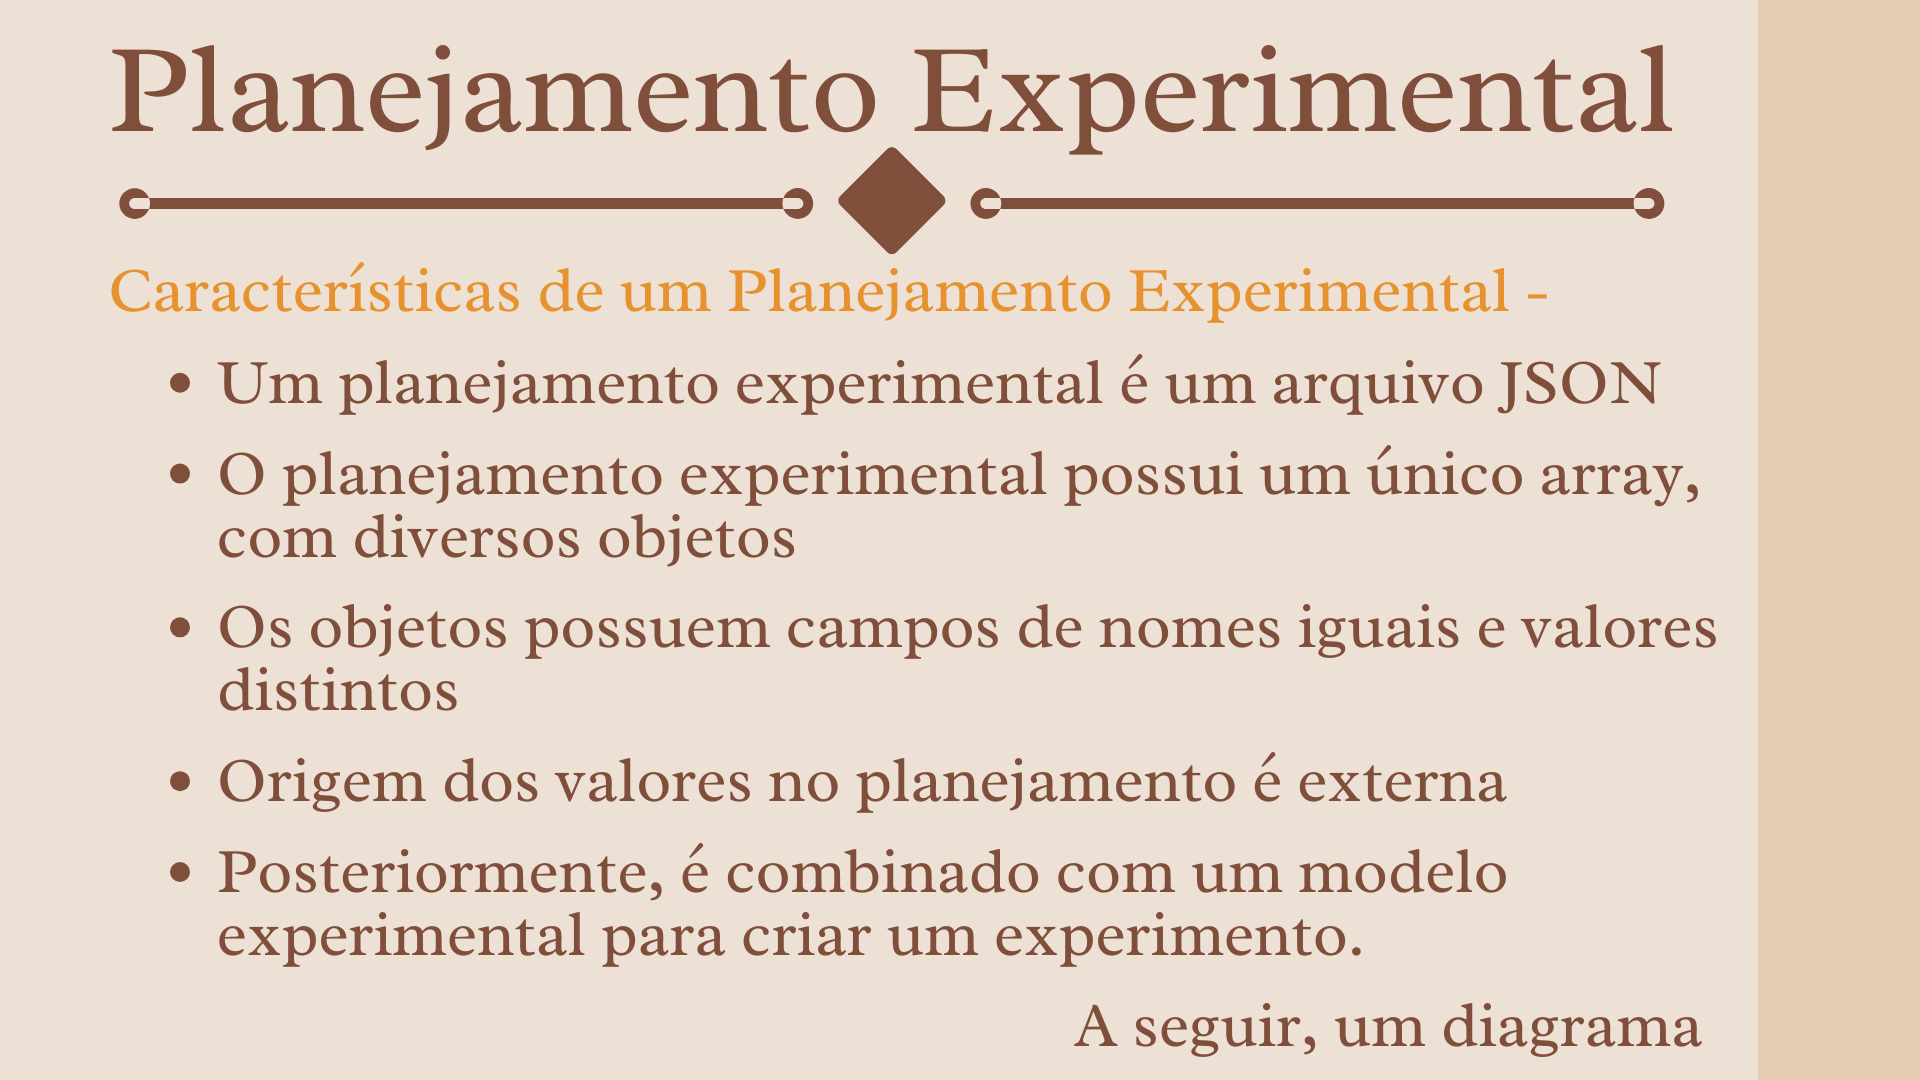 Planejamento Experimental
Características de um Planejamento Experimental -
• Um planejamento experimental é um arquivo JSON
• O planejamento experimental possui um único array,
com diversos objetos
• Os objetos possuem campos de nomes iguais e valores
distintos
• Origem dos valores no planejamento é externa
• Posteriormente, é combinado com um modelo
experimental para criar um experimento.
A seguir, um diagrama